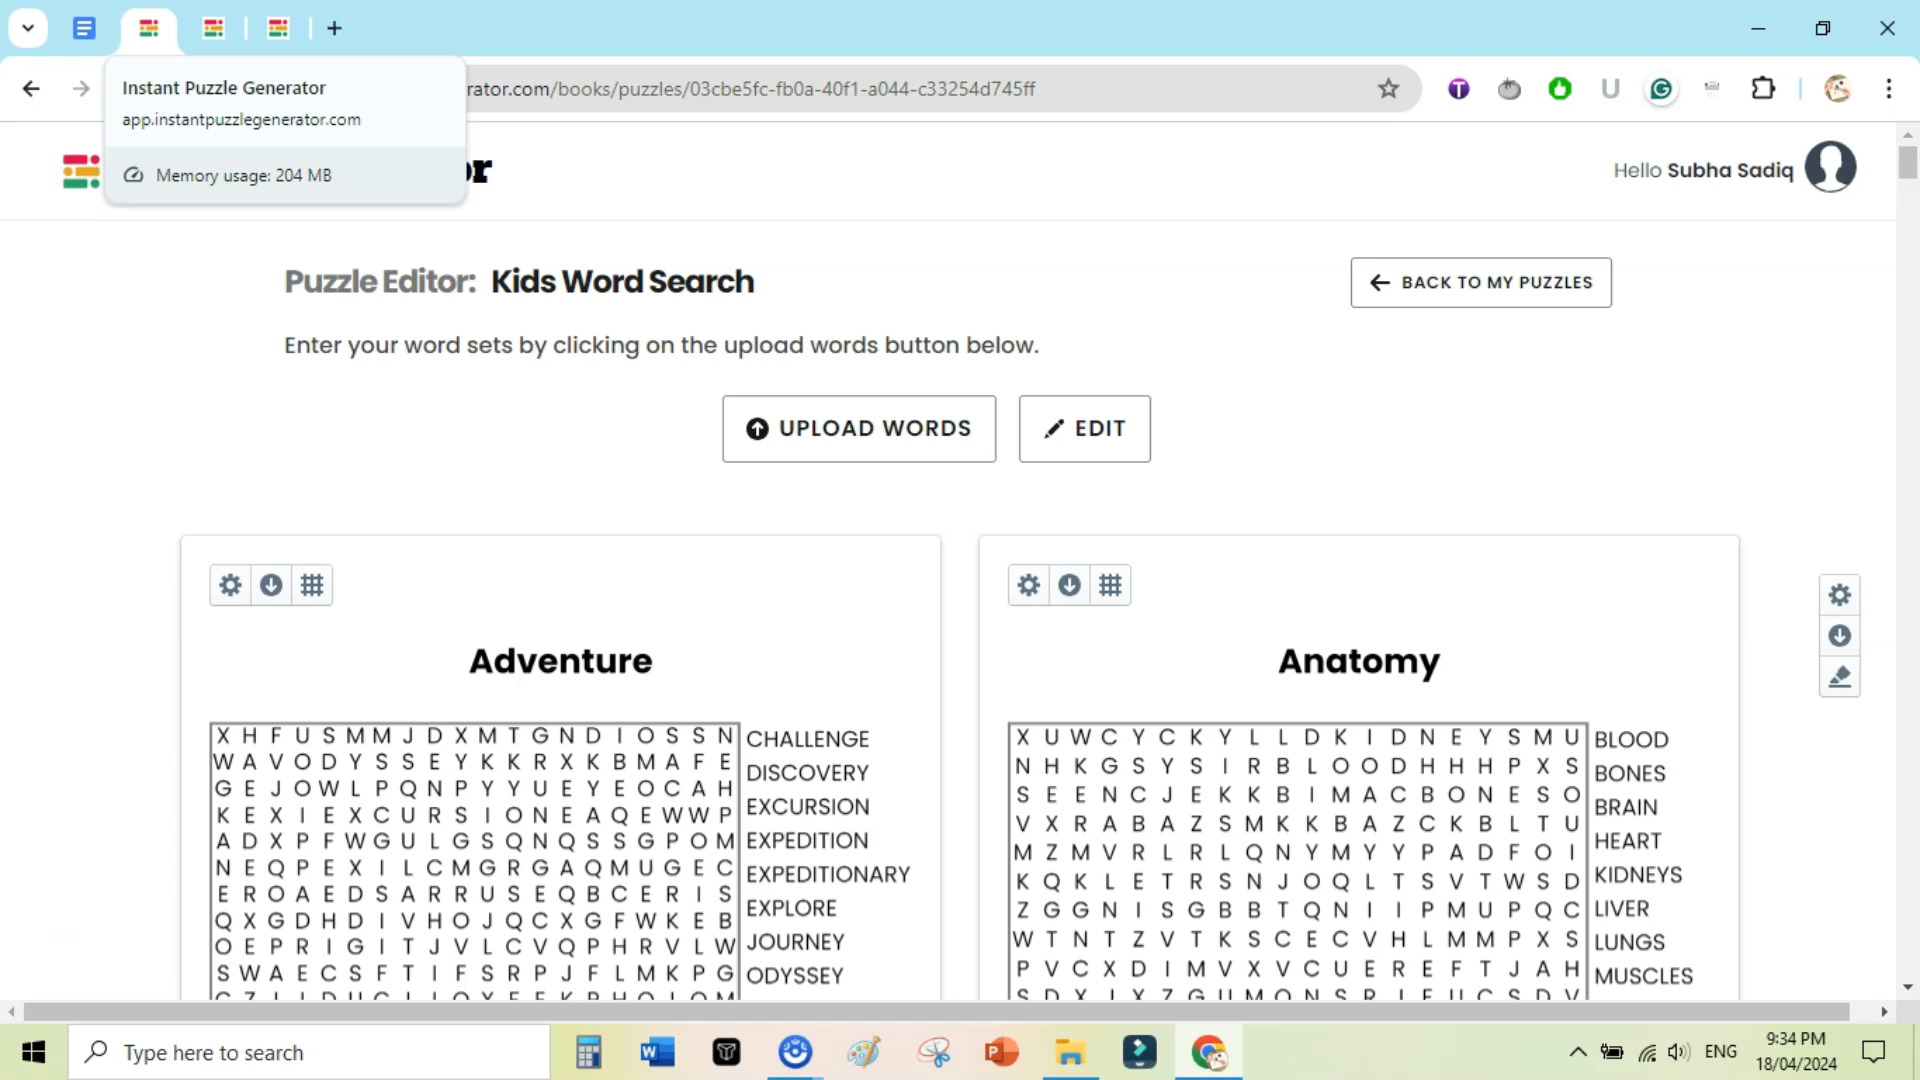 Instant Puzzle Generator
app.instantpuzzlegenerator.com
Memory usage: 204 MB
rator.com/books/puzzles/03cbe5fc-fb0a-40f1-a044-c33254d745ff
or
Hello Subha Sadiq
Puzzle Editor: Kids Word Search
BACK TO MY PUZZLES
Enter your word sets by clicking on the upload words button below.
UPLOAD WORDS
EDIT
Adventure
X H F U S M M J D X M T G N D I O S S N
W A V O D Y S S E Y K K R X K B M A F E
G E J O W L P Q N P Y Y U E Y E O C A H
K E X I E X C U R S I O N E A Q E W W P
A D X P F W G U L G S Q N Q S S G P O M
N E Q P E X I L C M G R G A Q M U G E C
E R O A E D S A R R U S E Q B C E R I S
Q X G D H D I V H O J Q C X G F W K E B
O E P R I G I T J V L C V Q P H R V L W
S W A E C S F T I F S R P J F L M K P G
CHALLENGE
DISCOVERY
EXCURSION
EXPEDITION
EXPEDITIONARY
EXPLORE
JOURNEY
ODYSSEY
Anatomy
X U W C Y C K Y L L D K I D N E Y S M U
N H K G S Y S I R B L O O D H H H P X S
S E E N C J E K K B I M A C B O N E S O
V X R A B A Z S M K K B A Z C K B L T U
M Z M V R L R L Q N Y M Y Y P A D F O I
K Q K L E T R S N J O Q L T S V T W S D
Z G G N I S G B B T Q N I I P M U P Q C
W T N T Z V T K S C E C V H L M M P X S
P V C X D I M V X V C U E R E F T J A H
BLOOD
BONES
BRAIN
HEART
KIDNEYS
LIVER
LUNGS
MUSCLES
Type here to search
ENG
9:34 PM
18/04/2024